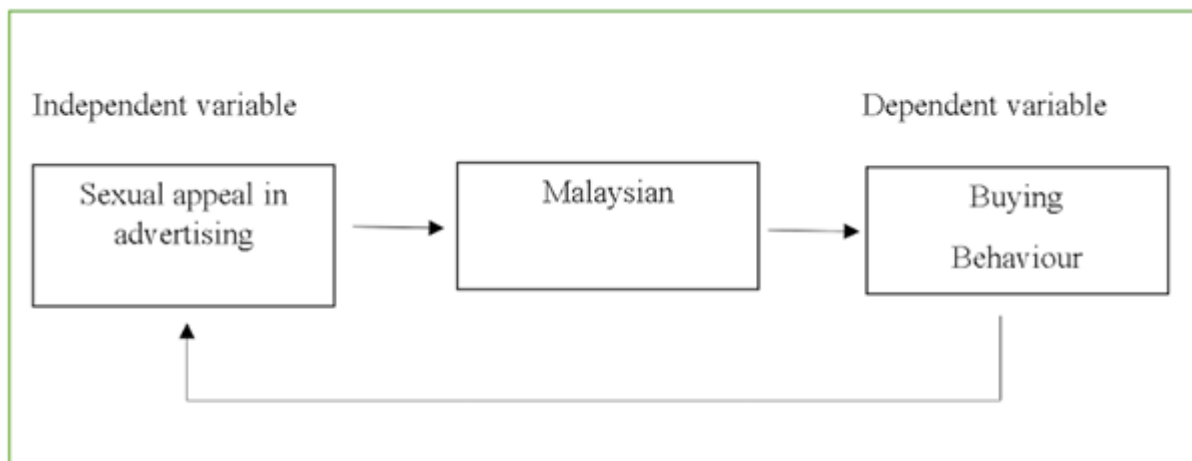 Independent variable
Dependent variable
Sexual appeal in
advertising
Malaysian
Buying
Behaviour